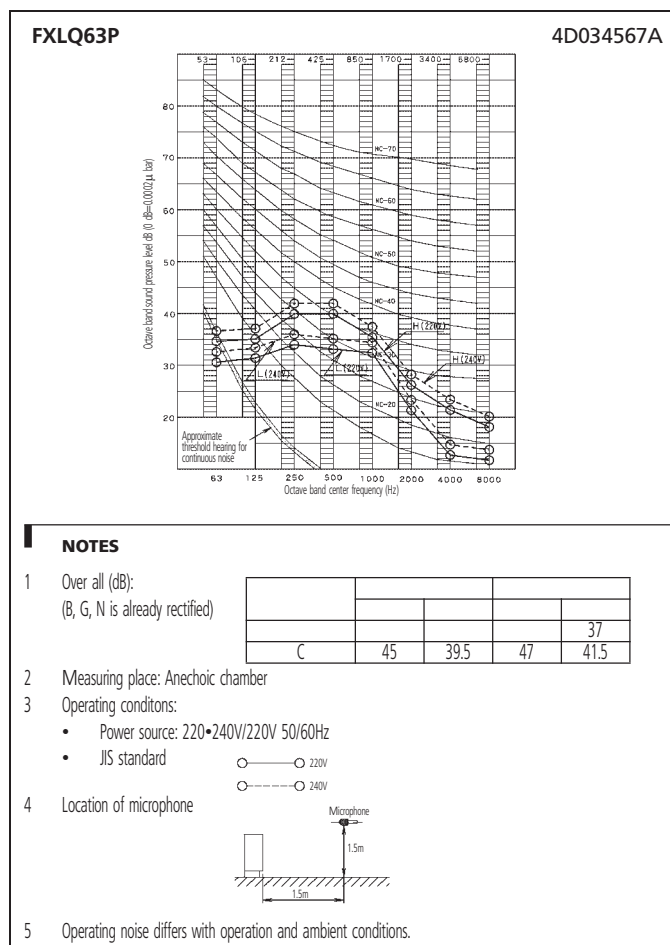 FXLQ63P 4D034567A
53 106 212 425 850 1700 3400 6800
80
70
60
50
40
30
20
Octave band sound pressure level dB (0 dB=0.0002 µ bar)
NC-70
NC-60
NC-50
NC-40
NC-20
H(220V)
H(240V)
L(240V)
L(220V)
Approximate
threshold hearing for
continuous noise
63 125 250 500 1000 2000 4000 8000
Octave band center frequency (Hz)
NOTES
1 Over all (dB):
(B, G, N is already rectified)
37
C 45 39.5 47 41.5
2 Measuring place: Anechoic chamber
3 Operating conditons:
• Power source: 220•240V/220V 50/60Hz
• JIS standard
220V
240V
4 Location of microphone
Microphone
1.5m
1.5m
5 Operating noise differs with operation and ambient conditions.